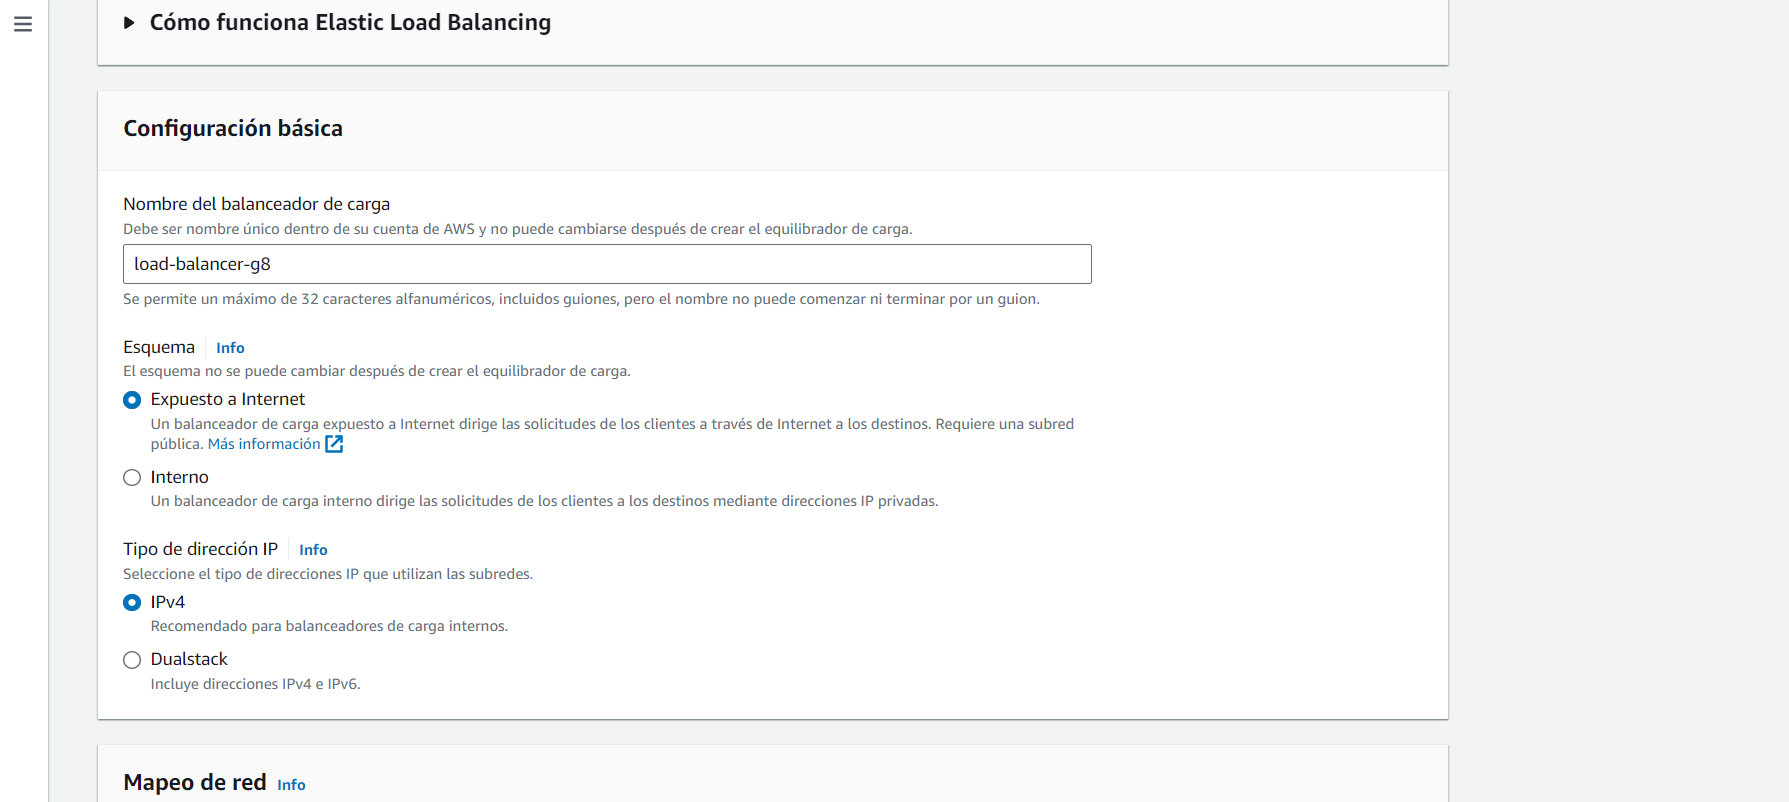 Cómo funciona Elastic Load Balancing
Configuración básica
Nombre del balanceador de carga
Debe ser nombre único dentro de su cuenta de AWS y no puede cambiarse después de crear el equilibrador de carga.
load-balancer-g8
Se permite un máximo de 32 caracteres alfanuméricos, incluidos guiones, pero el nombre no puede comenzar ni terminar por un guion.
Esquema Info
El esquema no se puede cambiar después de crear el equilibrador de carga.
Expuesto a Internet
Un balanceador de carga expuesto a Internet dirige las solicitudes de los clientes a través de Internet a los destinos. Requiere una subred
pública. Más información
Interno
Un balanceador de carga interno dirige las solicitudes de los clientes a los destinos mediante direcciones IP privadas.
Tipo de dirección IP Info
Seleccione el tipo de direcciones IP que utilizan las subredes.
IPv4
Recomendado para balanceadores de carga internos.
Dualstack
Incluye direcciones IPv4 e IPv6.
Mapeo de red Info